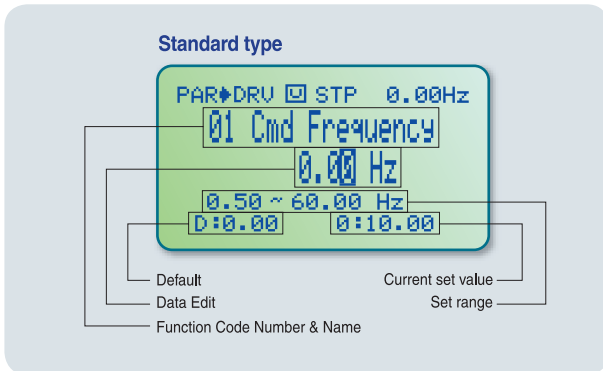 Standard type
PAR➧DRV U STP 0.00Hz
01 Cmd Frequency
0.00 Hz
0.50 ~ 60.00 Hz
D:0.00 0:10.00
Default Current set value
Data Edit Set range
Function Code Number & Name